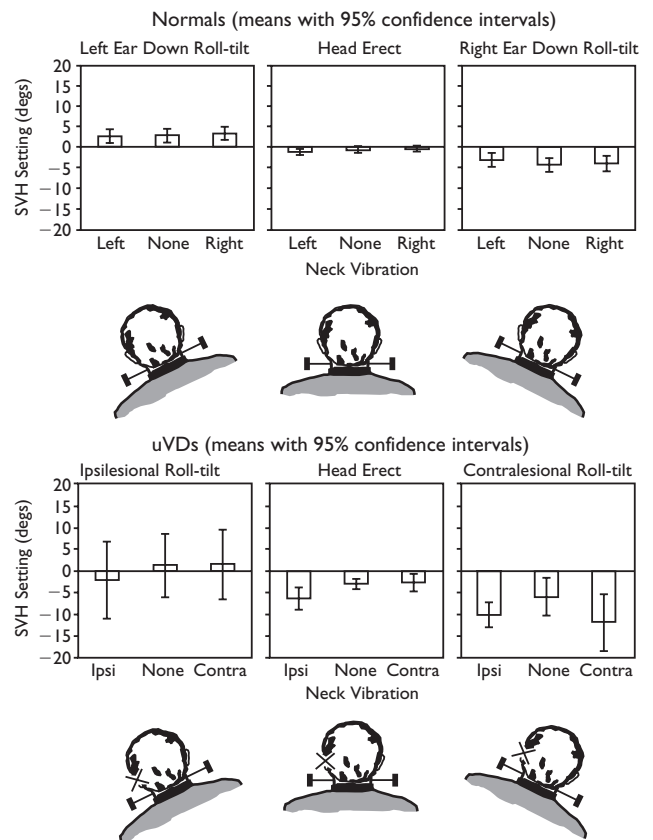 Normals (means with 95% confidence intervals)
Left Ear Down Roll-tilt Head Erect Right Ear Down Roll-tilt
SVH Setting (degs)
20
15
10
5
0
−5
−10
−15
−20
Left None Right Left None Right Left None Right
Neck Vibration
uVDs (means with 95% confidence intervals)
Ipsilesional Roll-tilt Head Erect Contralesional Roll-tilt
SVH Setting (degs)
20
15
10
5
0
−5
−10
−15
−20
Ipsi None Contra Ipsi None Contra Ipsi None Contra
Neck Vibration